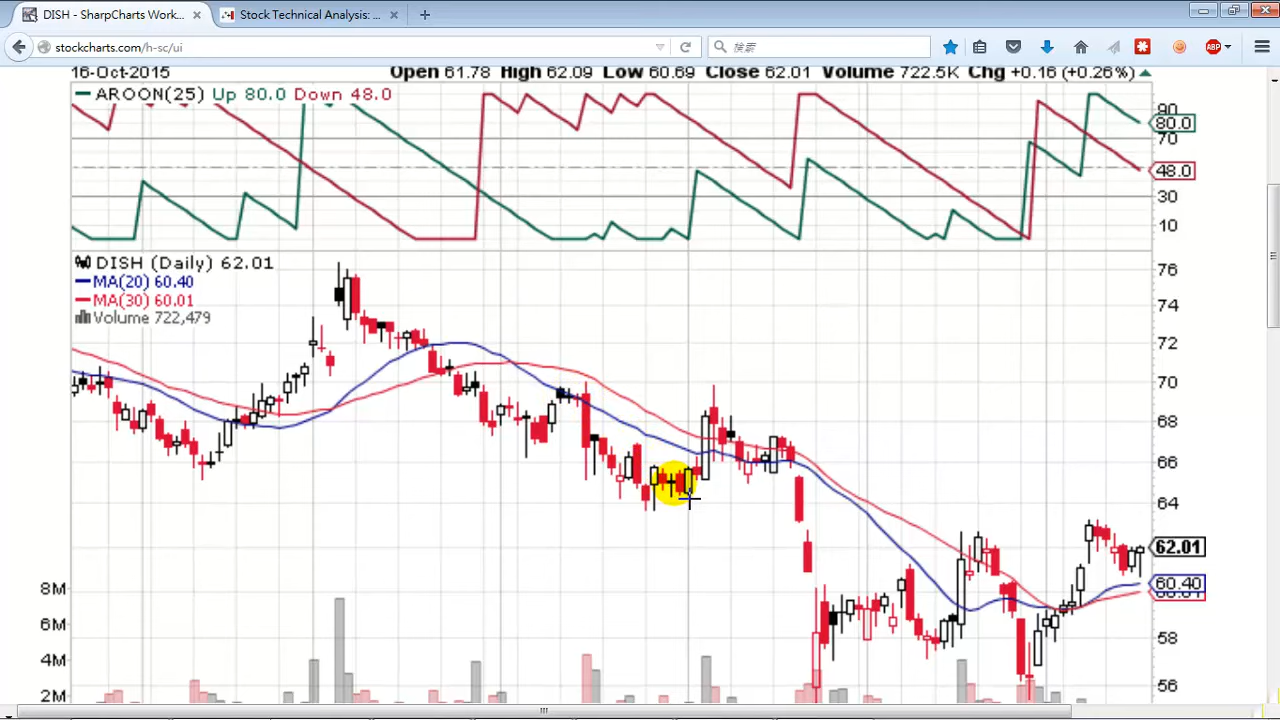 DISH - SharpCharts Work...
Stock Technical Analysis: ...
stockcharts.com/h-sc/ui
搜尋
ABP
16-Oct-2015 Open 61.78 High 62.09 Low 60.69 Close 62.01 Volume 722.5K Chg +0.16 (+0.26%)
AROON(25) Up 80.0 Down 48.0
90
80.0
70
48.0
30
10
DISH (Daily) 62.01
MA(20) 60.40
MA(30) 60.01
Volume 722,479
76
74
72
70
68
66
64
62.01
60.40
58
56
8M
6M
4M
2M